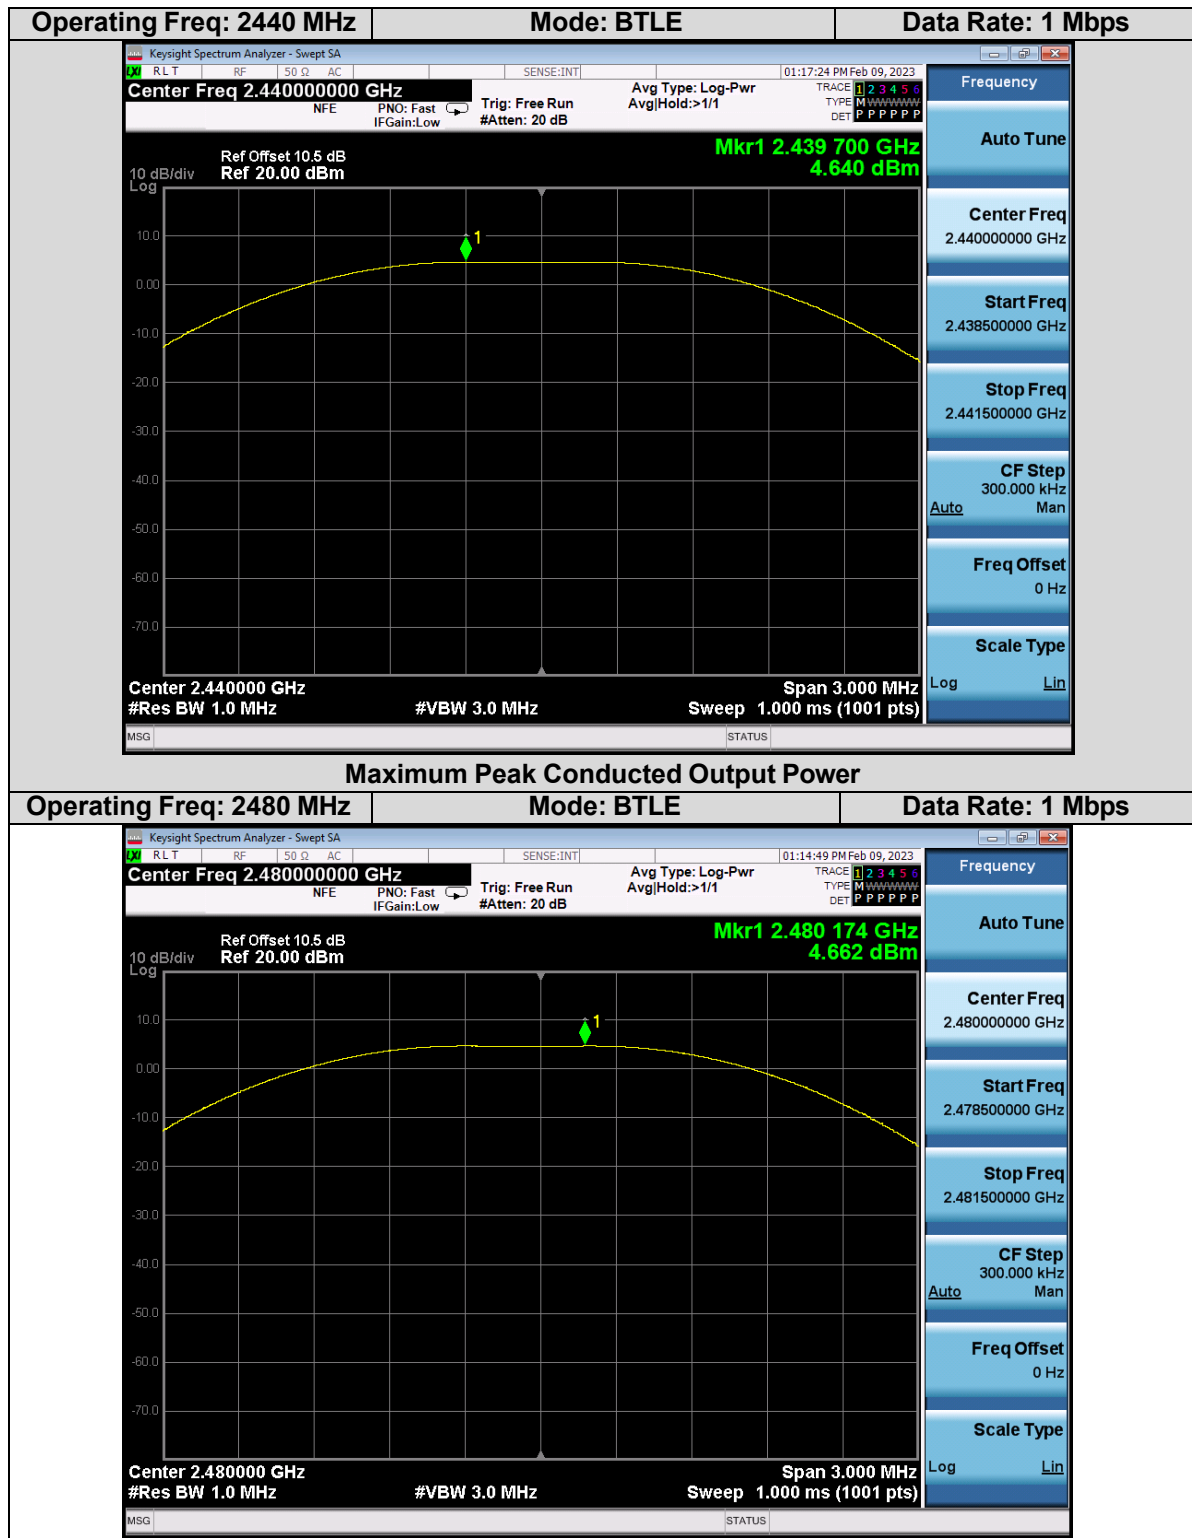 Operating Freq: 2440 MHz Mode: BTLE Data Rate: 1 Mbps
Keysight Spectrum Analyzer - Swept SA
LXI RLT RF 50 Ω AC SENSE:INT 01:17:24 PM Feb 09, 2023
Center Freq 2.440000000 GHz
NFE
PNO: Fast
IFGain:Low
Trig: Free Run
#Atten: 20 dB
Avg Type: Log-Pwr
Avg|Hold:>1/1
TRACE 1 2 3 4 5 6
TYPE M W W W W W
DET P P P P P P
Frequency
Auto Tune
Mkr1 2.439 700 GHz
4.640 dBm
Ref Offset 10.5 dB
10 dB/div Ref 20.00 dBm
Log
1
10.0
0.00
-10.0
-20.0
-30.0
-40.0
-50.0
-60.0
-70.0
Center Freq
2.440000000 GHz
Start Freq
2.438500000 GHz
Stop Freq
2.441500000 GHz
CF Step
300.000 kHz
Auto Man
Freq Offset
0 Hz
Scale Type
Log Lin
Center 2.440000 GHz Span 3.000 MHz
#Res BW 1.0 MHz #VBW 3.0 MHz Sweep 1.000 ms (1001 pts)
MSG STATUS
Maximum Peak Conducted Output Power
Operating Freq: 2480 MHz Mode: BTLE Data Rate: 1 Mbps
Keysight Spectrum Analyzer - Swept SA
LXI RLT RF 50 Ω AC SENSE:INT 01:14:49 PM Feb 09, 2023
Center Freq 2.480000000 GHz
NFE
PNO: Fast
IFGain:Low
Trig: Free Run
#Atten: 20 dB
Avg Type: Log-Pwr
Avg|Hold:>1/1
TRACE 1 2 3 4 5 6
TYPE M W W W W W
DET P P P P P P
Frequency
Auto Tune
Mkr1 2.480 174 GHz
4.662 dBm
Ref Offset 10.5 dB
10 dB/div Ref 20.00 dBm
Log
1
10.0
0.00
-10.0
-20.0
-30.0
-40.0
-50.0
-60.0
-70.0
Center Freq
2.480000000 GHz
Start Freq
2.478500000 GHz
Stop Freq
2.481500000 GHz
CF Step
300.000 kHz
Auto Man
Freq Offset
0 Hz
Scale Type
Log Lin
Center 2.480000 GHz Span 3.000 MHz
#Res BW 1.0 MHz #VBW 3.0 MHz Sweep 1.000 ms (1001 pts)
MSG STATUS